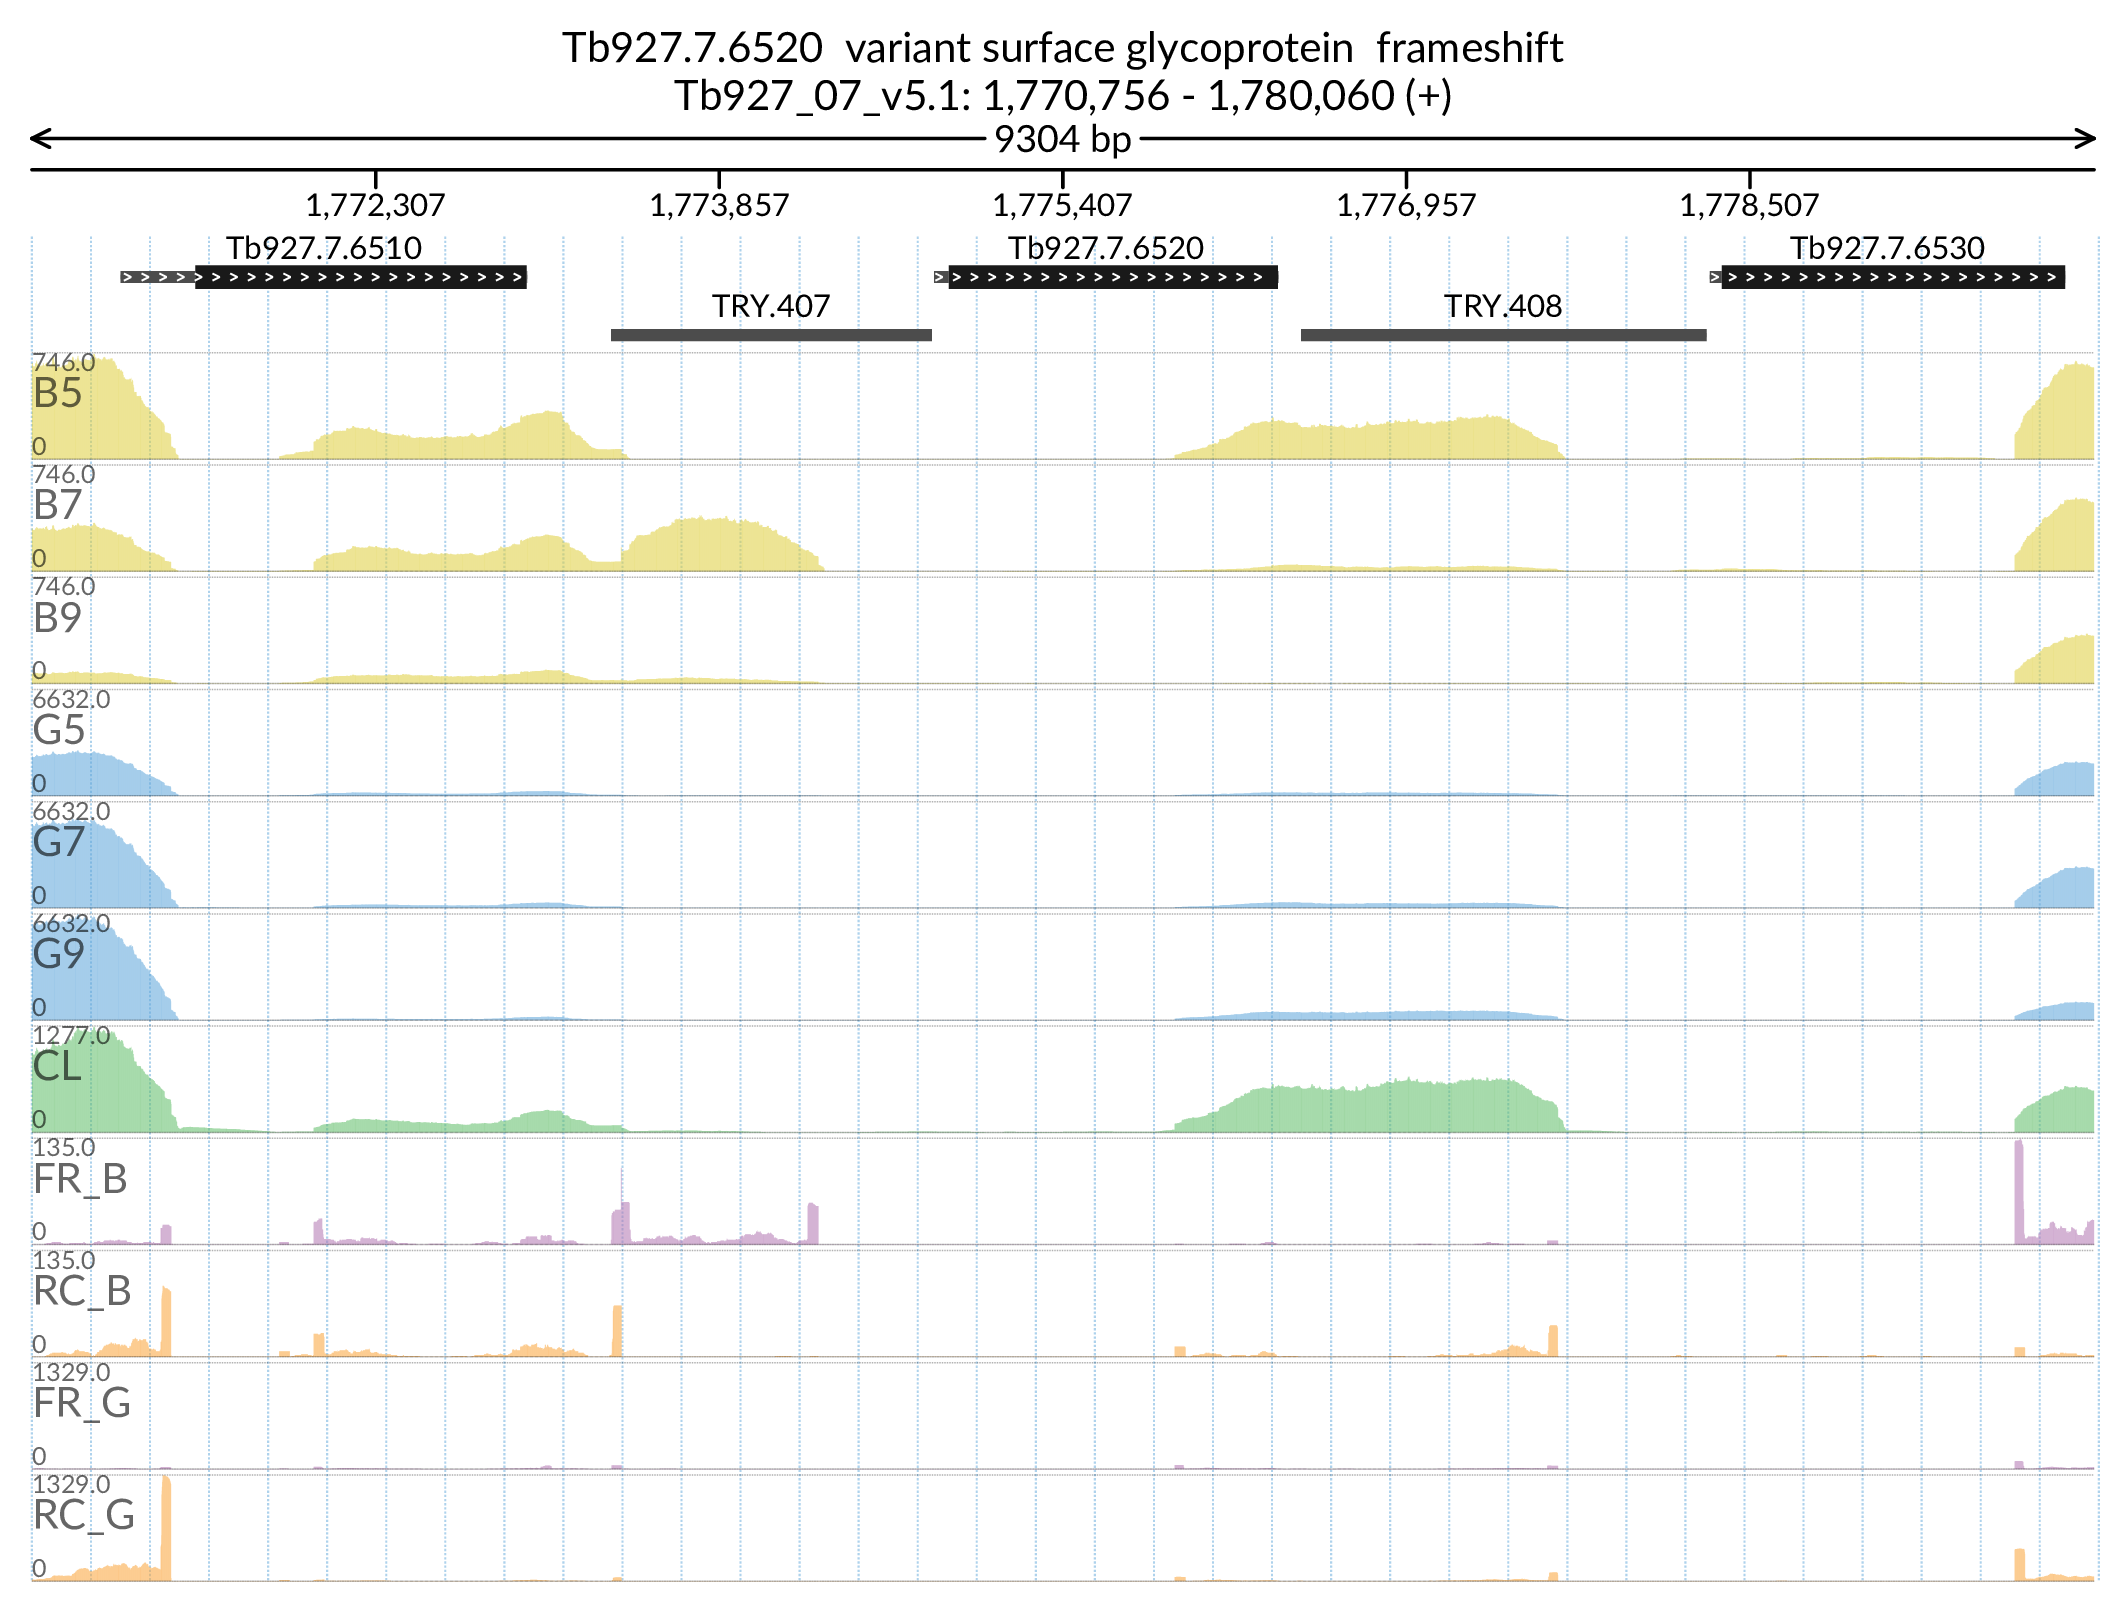 Tb927.7.6520 variant surface glycoprotein frameshift
Tb927_07_v5.1: 1,770,756 - 1,780,060 (+)
9304 bp
1,772,307 1,773,857 1,775,407 1,776,957 1,778,507
Tb927.7.6510 Tb927.7.6520 Tb927.7.6530
TRY.407 TRY.408
746.0
B5
0
746.0
B7
0
746.0
B9
0
6632.0
G5
0
6632.0
G7
0
6632.0
G9
0
1277.0
CL
0
135.0
FR_B
0
135.0
RC_B
0
1329.0
FR_G
0
1329.0
RC_G
0